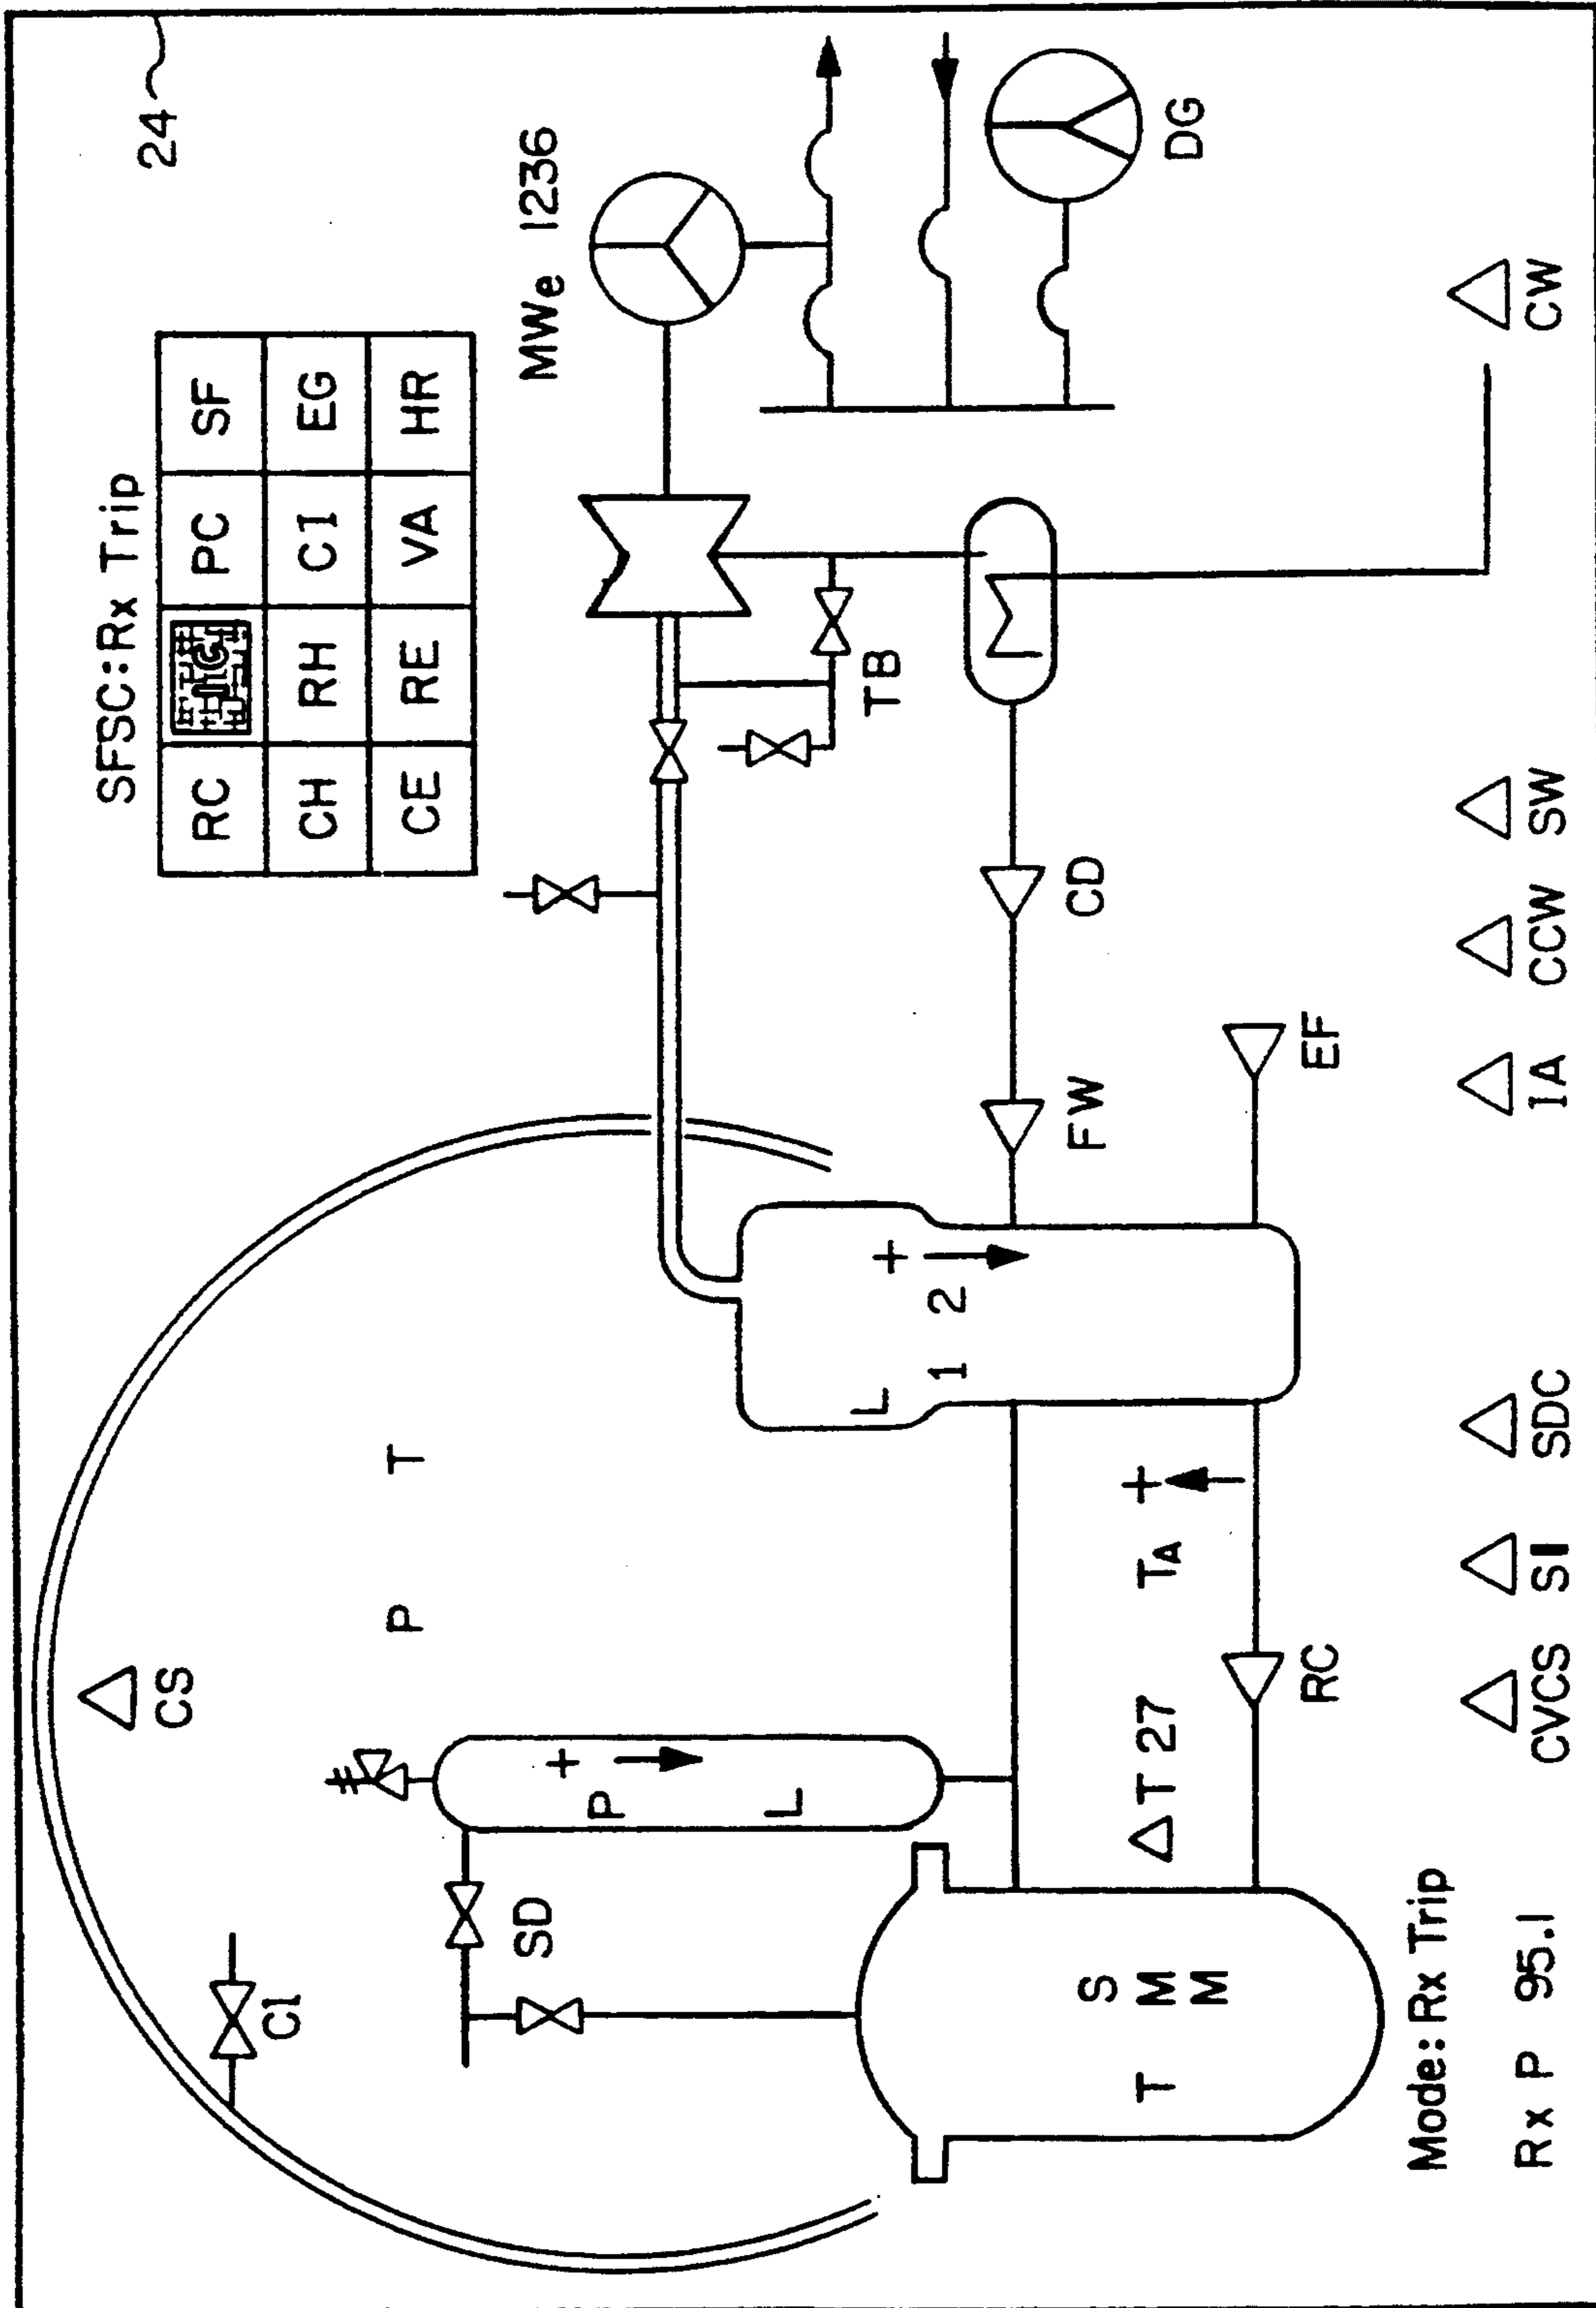 24
SFSC:Rx Trip
RC IG PC SF
CH RH CI EG
CE RE VA HR
CS
CI
P T
SD
MWe 1236
P
L
TB
DG
L
1 2
CD
FW
S
T M
M
△T 27
TA
RC
EF
Mode:Rx Trip
Rx P 95.1
CVCS SI SDC IA CCW SW CW